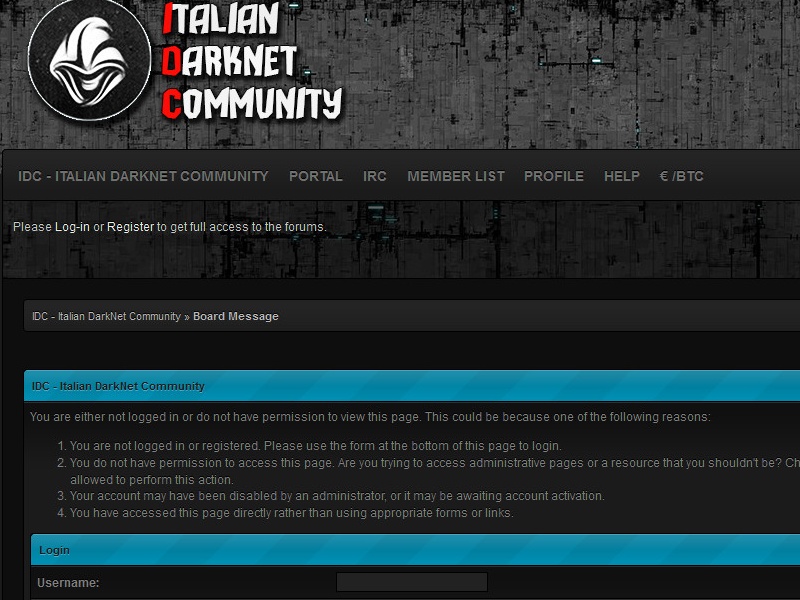 ITALIAN
DARKNET
COMMUNITY
IDC - ITALIAN DARKNET COMMUNITY PORTAL IRC MEMBER LIST PROFILE HELP € /BTC
Please Log-in or Register to get full access to the forums.
IDC - Italian DarkNet Community » Board Message
IDC - Italian DarkNet Community
You are either not logged in or do not have permission to view this page. This could be because one of the following reasons:
1. You are not logged in or registered. Please use the form at the bottom of this page to login.
2. You do not have permission to access this page. Are you trying to access administrative pages or a resource that you shouldn't be? Ch
allowed to perform this action.
3. Your account may have been disabled by an administrator, or it may be awaiting account activation.
4. You have accessed this page directly rather than using appropriate forms or links.
Login
Username: